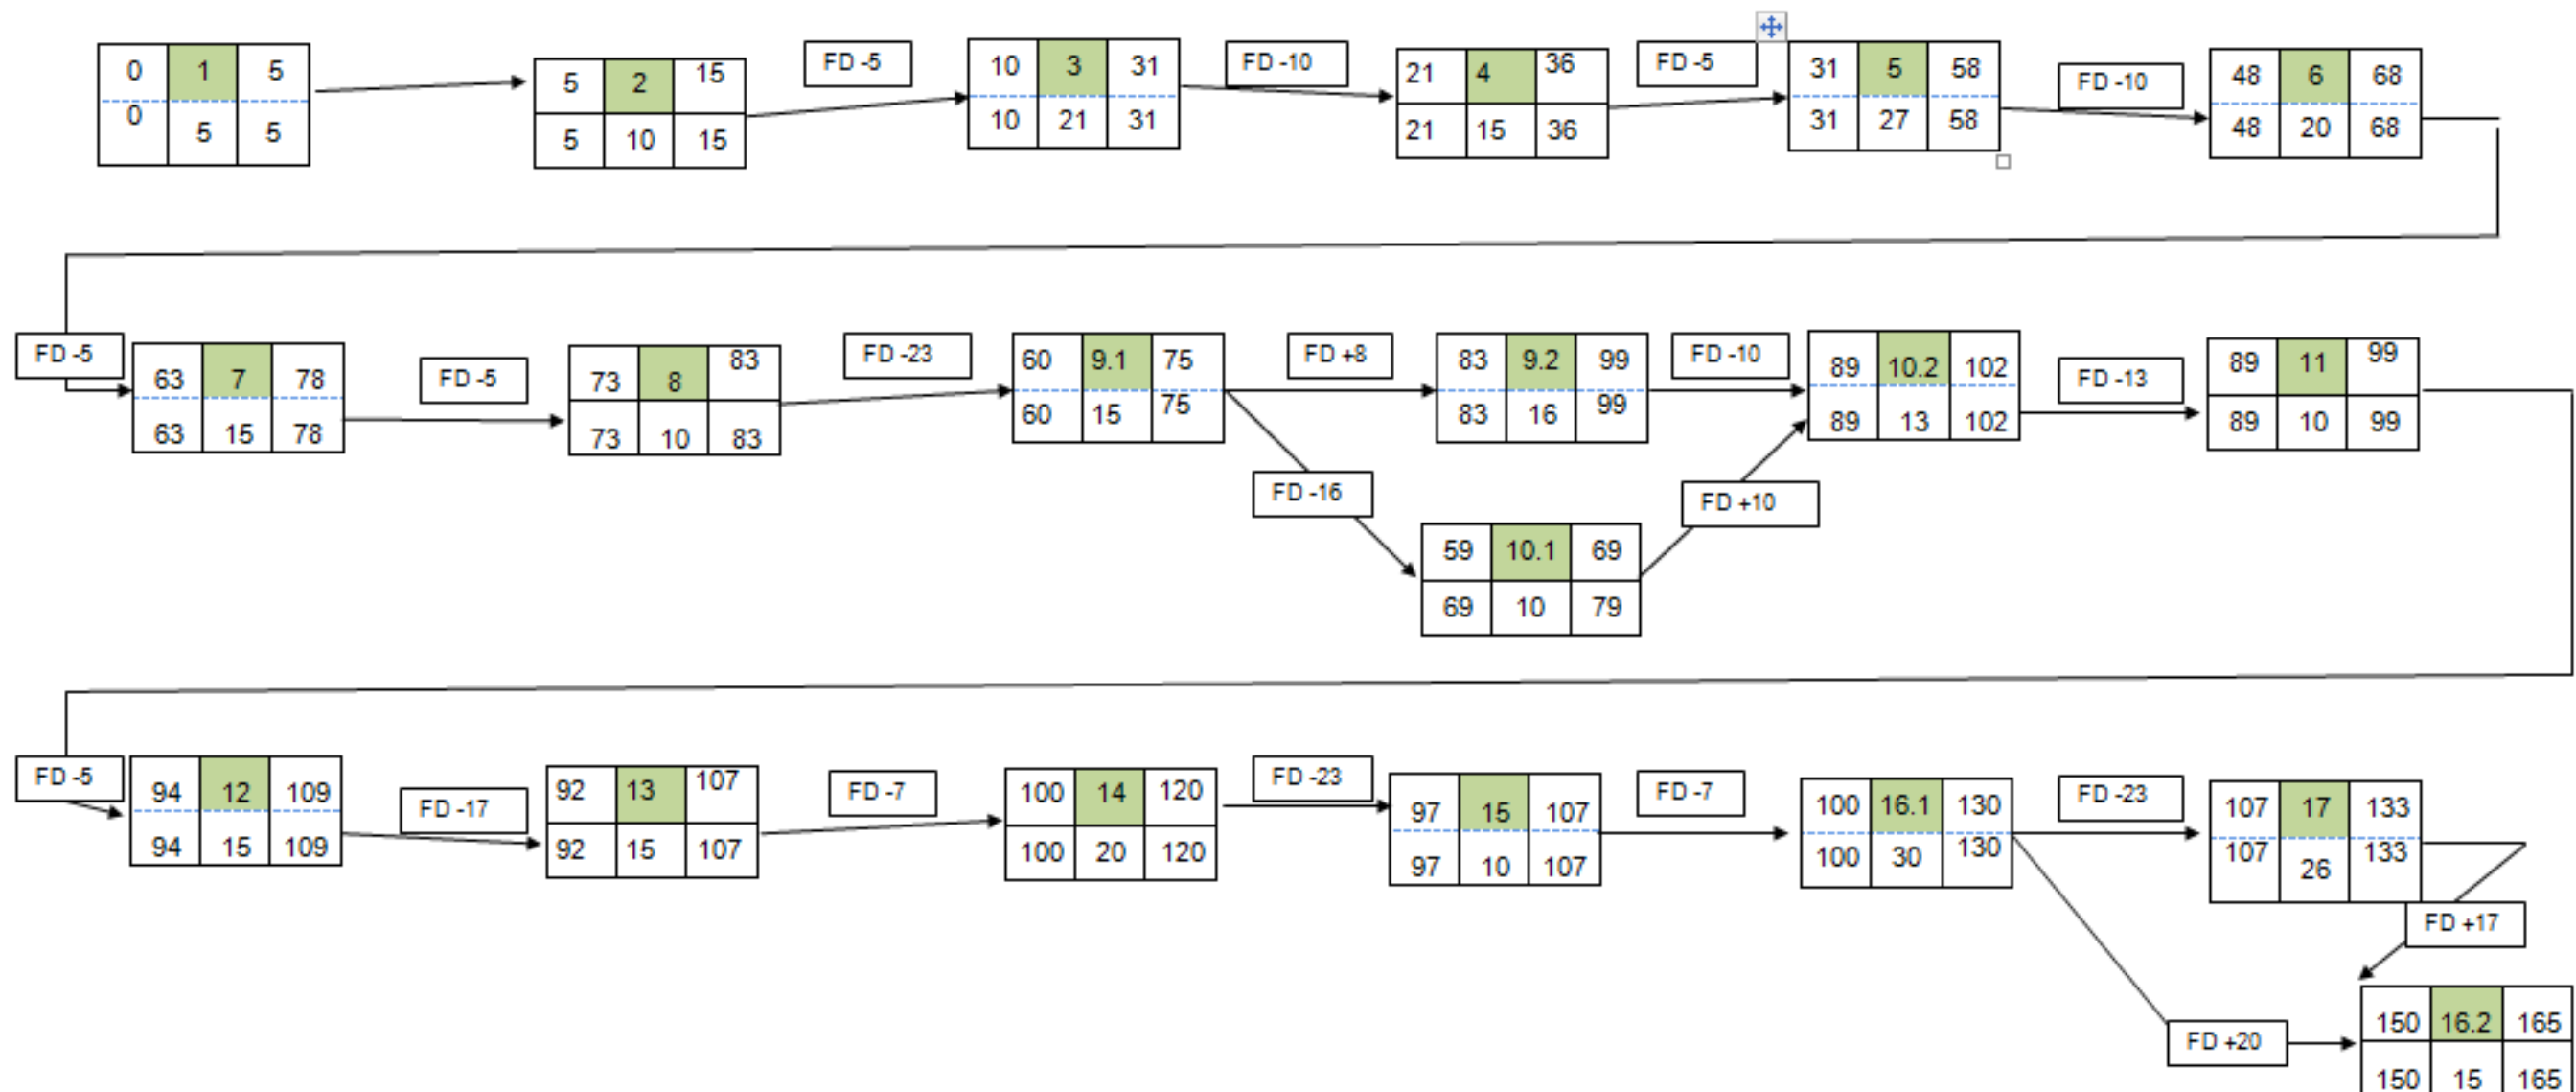 0 1 5
0 5 5
5 2 15
5 10 15
FD -5
10 3 31
10 21 31
FD -10
21 4 36
21 15 36
FD -5
31 5 58
31 27 58
FD -10
48 6 68
48 20 68
FD -5
63 7 78
63 15 78
FD -5
73 8 83
73 10 83
FD -23
60 9.1 75
60 15 75
FD +8
83 9.2 99
83 16 99
FD -10
89 10.2 102
89 13 102
FD -13
89 11 99
89 10 99
FD -16
59 10.1 69
69 10 79
FD +10
FD -5
94 12 109
94 15 109
FD -17
92 13 107
92 15 107
FD -7
100 14 120
100 20 120
FD -23
97 15 107
97 10 107
FD -7
100 16.1 130
100 30 130
FD -23
107 17 133
107 26 133
FD +17
FD +20
150 16.2 165
150 15 165